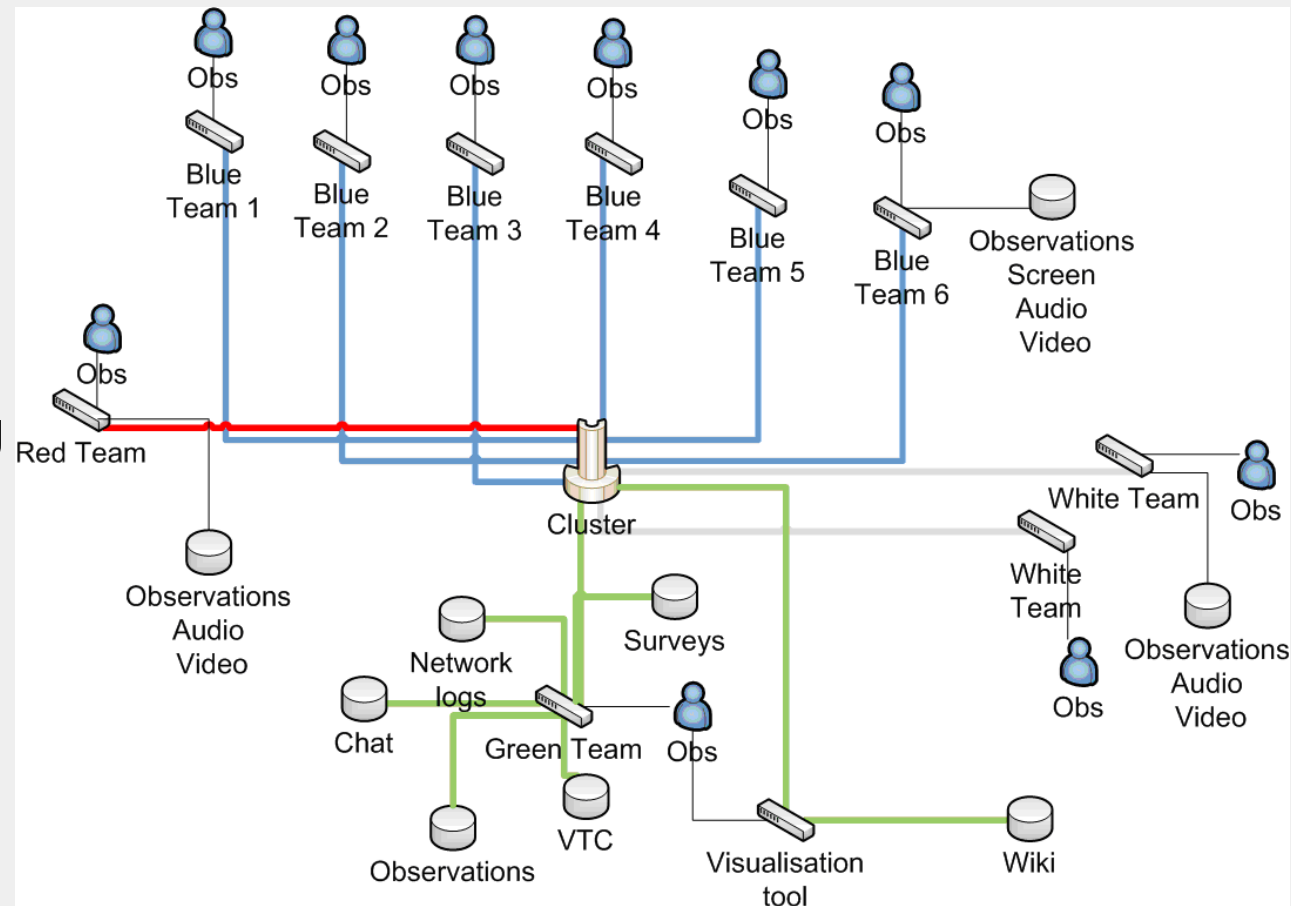 Obs
Obs
Obs
Obs
Obs
Obs
Blue
Team 1
Blue
Team 2
Blue
Team 3
Blue
Team 4
Blue
Team 5
Blue
Team 6
Observations
Screen
Audio
Video
Obs
Red Team
Observations
Audio
Video
Cluster
White Team
Obs
White
Team
Obs
Observations
Audio
Video
Surveys
Network
logs
Chat
Green Team
Obs
VTC
Observations
Visualisation
tool
Wiki